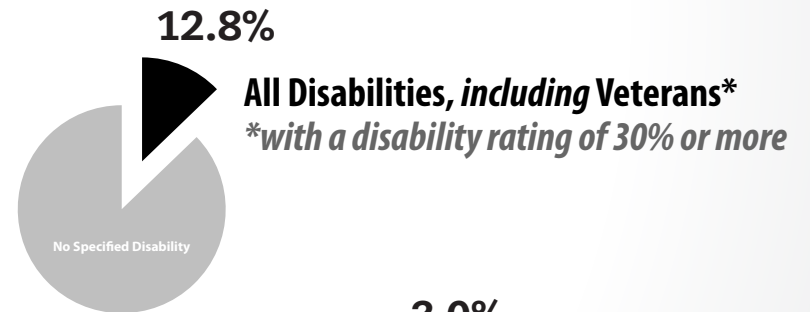 12.8%
All Disabilities, including Veterans*
*with a disability rating of 30% or more
No Specified Disability